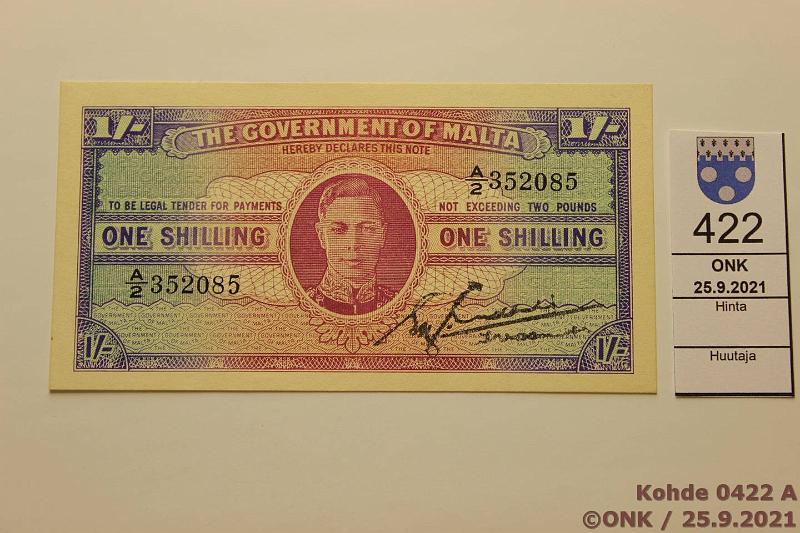 1/- THE GOVERNMENT OF MALTA 1/-
HEREBY DECLARES THIS NOTE
A/2 352085
TO BE LEGAL TENDER FOR PAYMENTS NOT EXCEEDING TWO POUNDS
ONE SHILLING ONE SHILLING
A/2 352085
1/- 1/-
422
ONK
25.9.2021
Hinta
Huutaja
Kohde 0422 A
©ONK / 25.9.2021